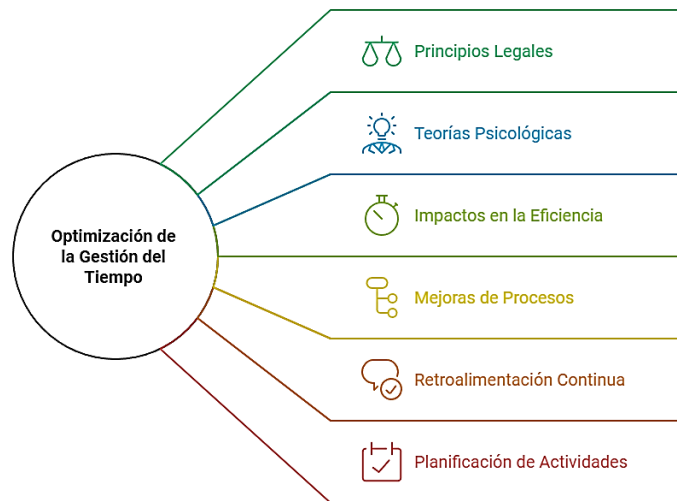 Principios Legales
Teorías Psicológicas
Impactos en la Eficiencia
Optimización de
la Gestión del
Tiempo
Mejoras de Procesos
Retroalimentación Continua
Planificación de Actividades